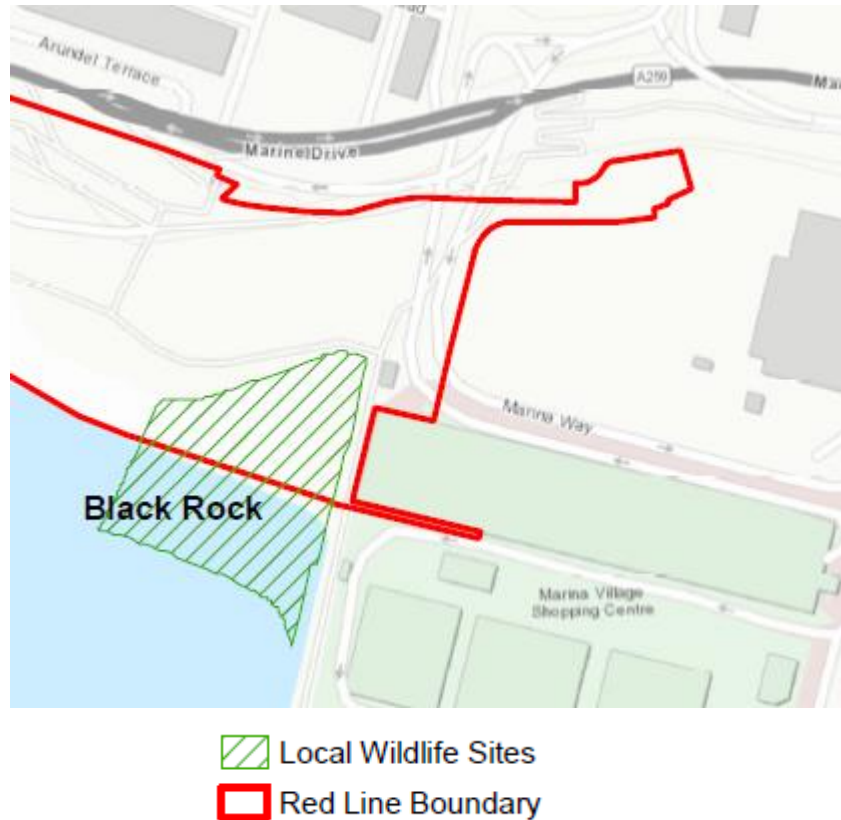 Arundel Terrace
A259
Ma
Marine Drive
Black Rock
Marina Way
Marina Village
Shopping Centre
Local Wildlife Sites
Red Line Boundary